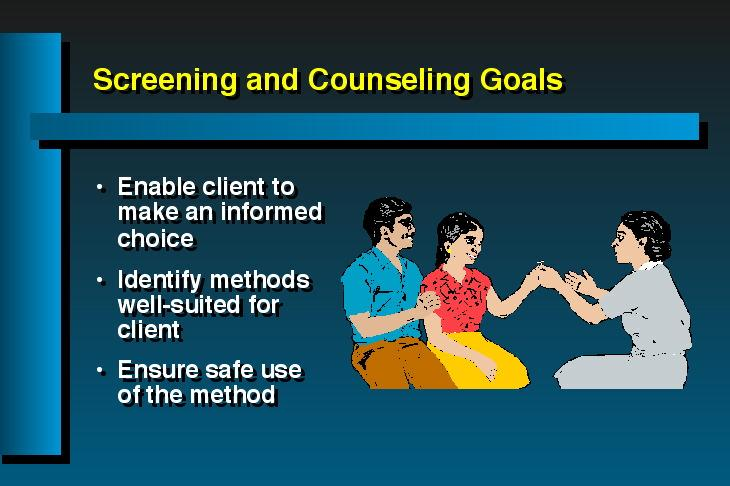 Screening and Counseling Goals
• Enable client to
make an informed
choice
• Identify methods
well-suited for
client
• Ensure safe use
of the method